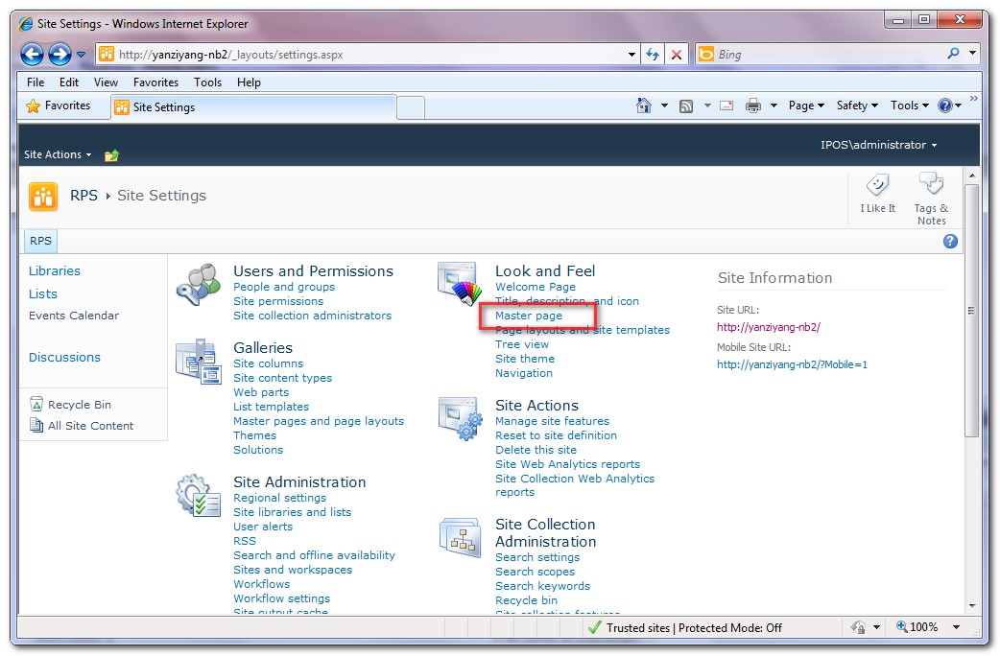 Site Settings - Windows Internet Explorer
http://yanziyang-nb2/_layouts/settings.aspx
Bing
File Edit View Favorites Tools Help
Favorites
Site Settings
Page Safety Tools
Site Actions
IPOS\administrator
RPS Site Settings
I Like It
Tags & Notes
RPS
Libraries
Lists
Events Calendar
Discussions
Recycle Bin
All Site Content
Users and Permissions
People and groups
Site permissions
Site collection administrators
Galleries
Site columns
Site content types
Web parts
List templates
Master pages and page layouts
Themes
Solutions
Site Administration
Regional settings
Site libraries and lists
User alerts
RSS
Search and offline availability
Sites and workspaces
Workflows
Workflow settings
Site output cache
Look and Feel
Welcome Page
Title, description, and icon
Master page
Page layouts and site templates
Tree view
Site theme
Navigation
Site Actions
Manage site features
Reset to site definition
Delete this site
Site Web Analytics reports
Site Collection Web Analytics
reports
Site Collection
Administration
Search settings
Search scopes
Search keywords
Recycle bin
Site collection features
Site Information
Site URL:
http://yanziyang-nb2/
Mobile Site URL:
http://yanziyang-nb2/?Mobile=1
Trusted sites | Protected Mode: Off
100%